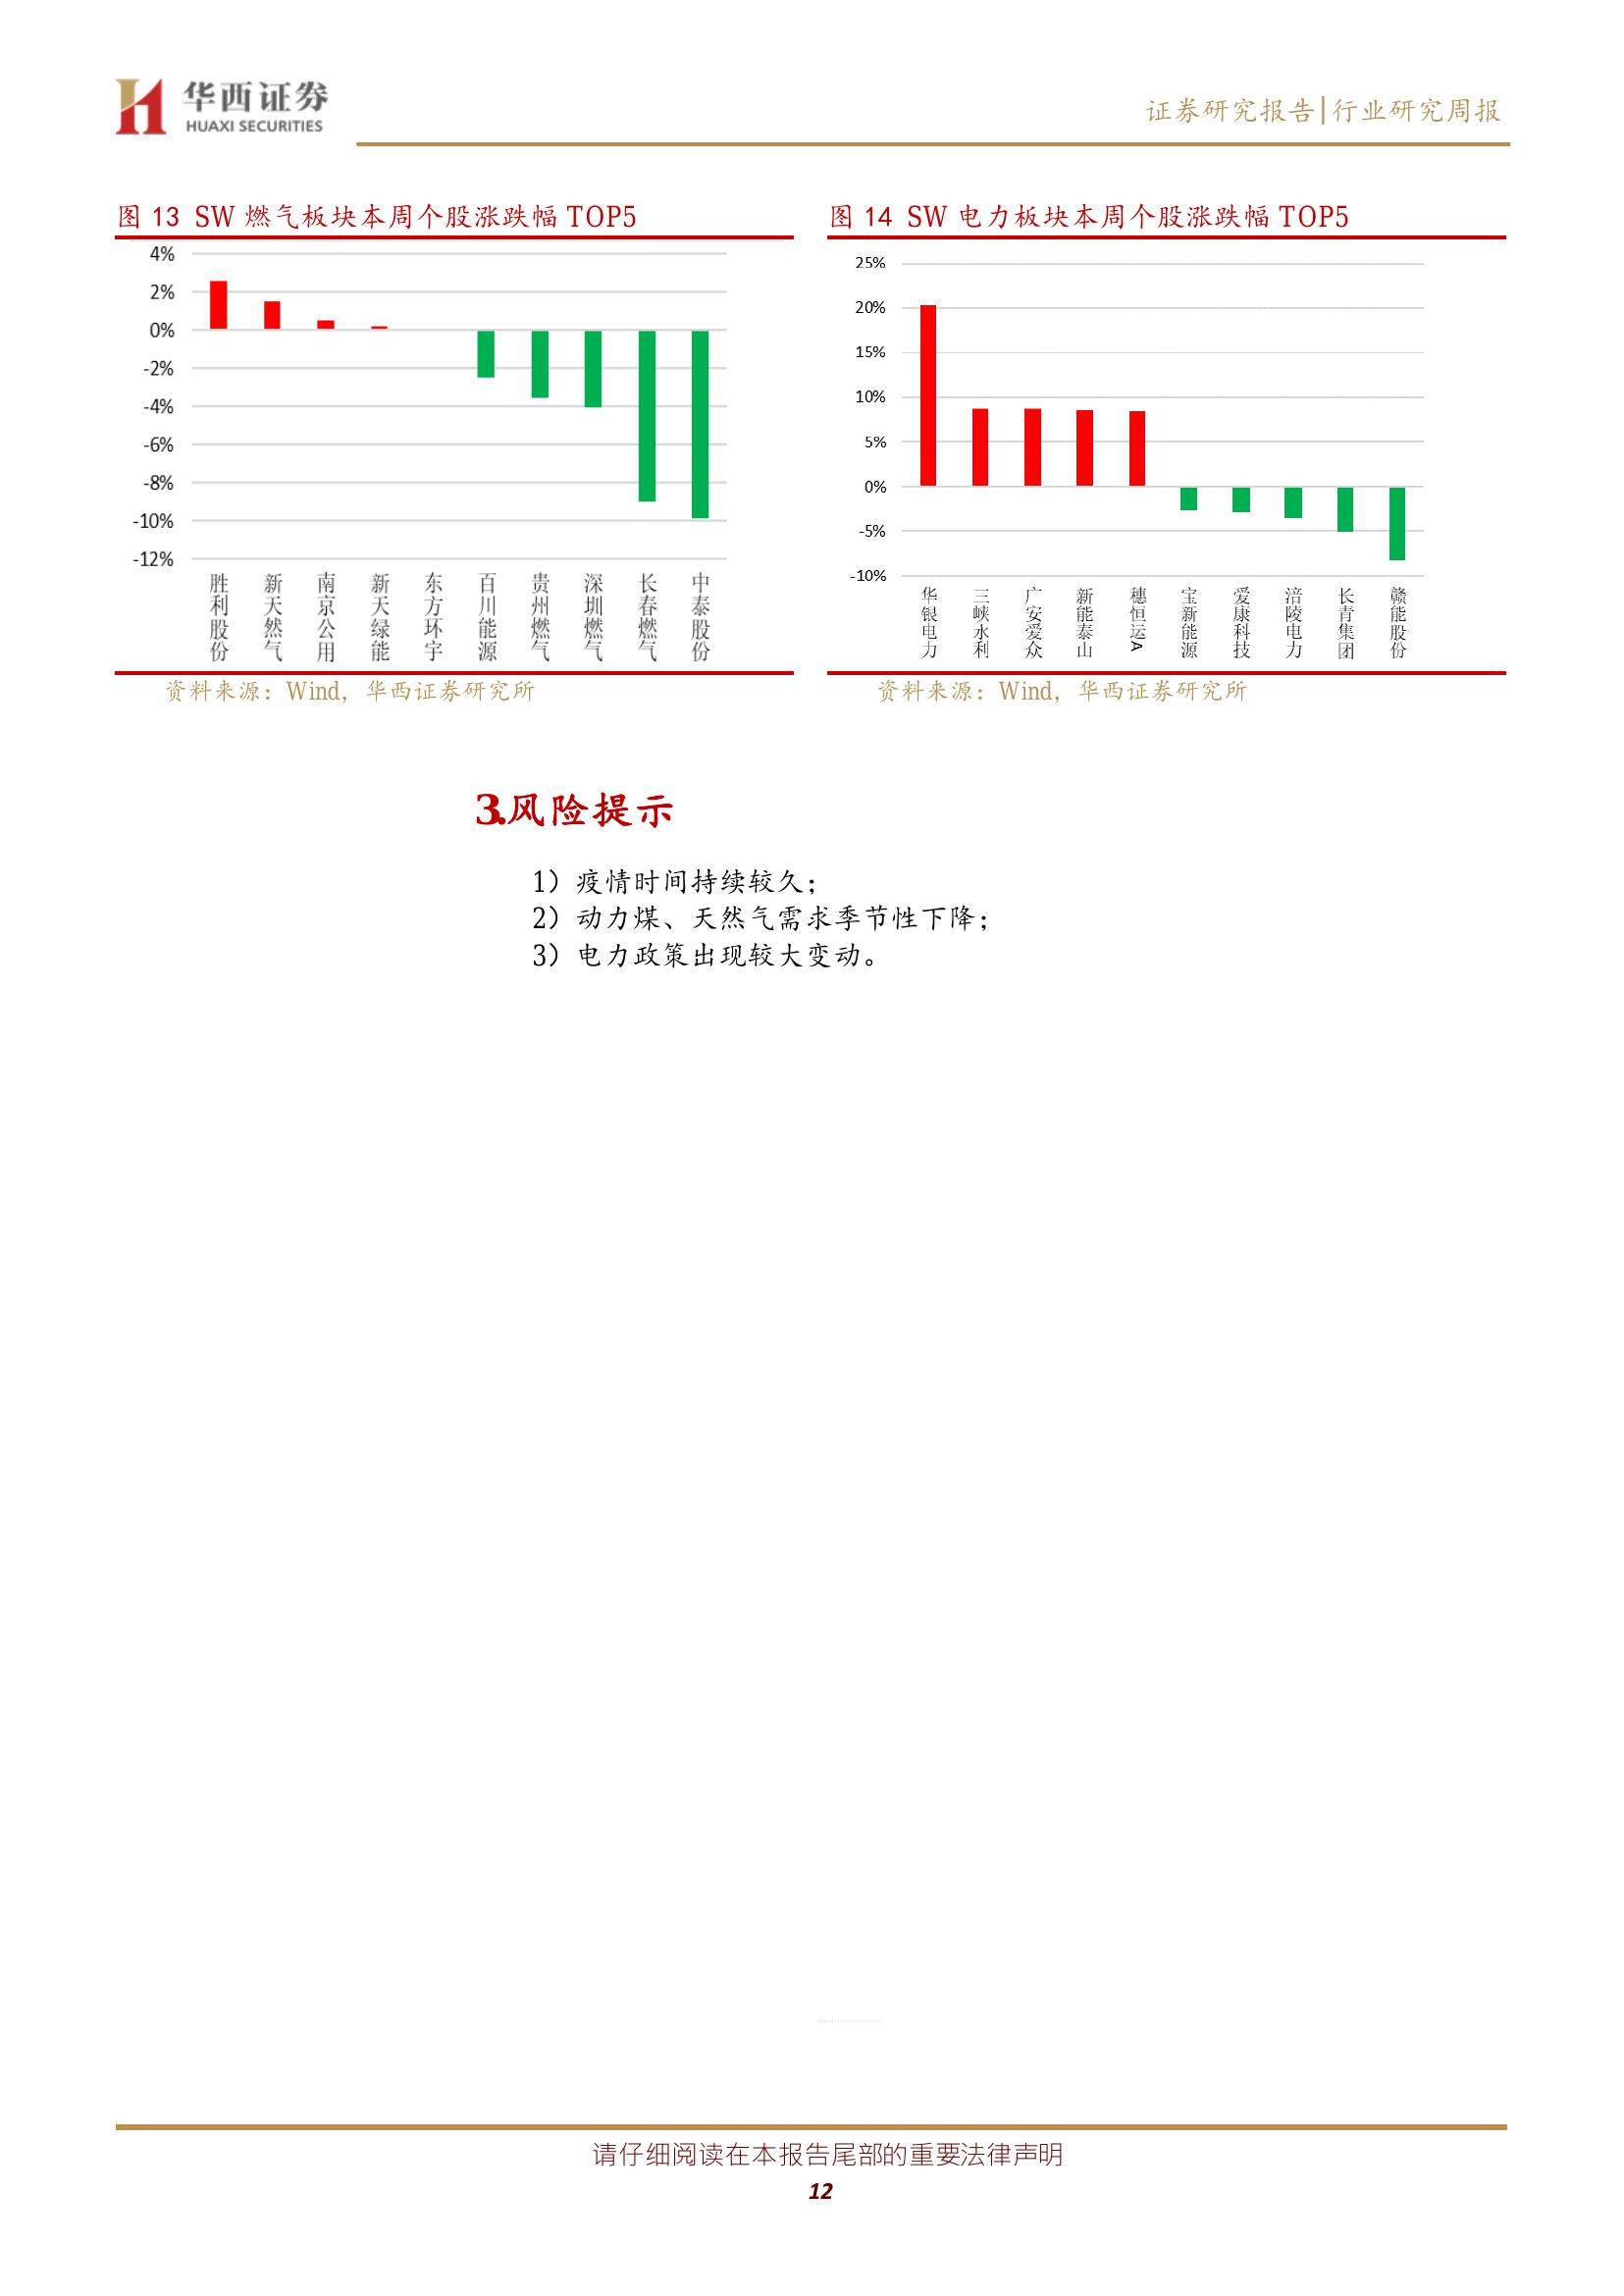 华西证券
HUAXI SECURITIES
证券研究报告|行业研究周报
图 13 SW 燃气板块本周个股涨跌幅 TOP5
4%
2%
0%
-2%
-4%
-6%
-8%
-10%
-12%
胜利股份
新天然气
南京公用
新天绿能
东方环宇
百川能源
贵州燃气
深圳燃气
长春燃气
中泰股份
资料来源：Wind，华西证券研究所
图 14 SW 电力板块本周个股涨跌幅 TOP5
25%
20%
15%
10%
5%
0%
-5%
-10%
华银电力
三峡水利
广安爱众
新能泰山
穗恒运A
宝新能源
爱康科技
涪陵电力
长青集团
赣能股份
资料来源：Wind，华西证券研究所
3.风险提示
1）疫情时间持续较久；
2）动力煤、天然气需求季节性下降；
3）电力政策出现较大变动。
请仔细阅读在本报告尾部的重要法律声明
12